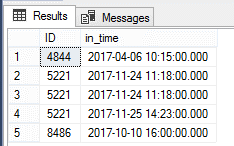 Results Messages
ID in_time
1 4844 2017-04-06 10:15:00.000
2 5221 2017-11-24 11:18:00.000
3 5221 2017-11-24 11:18:00.000
4 5221 2017-11-25 14:23:00.000
5 8486 2017-10-10 16:00:00.000